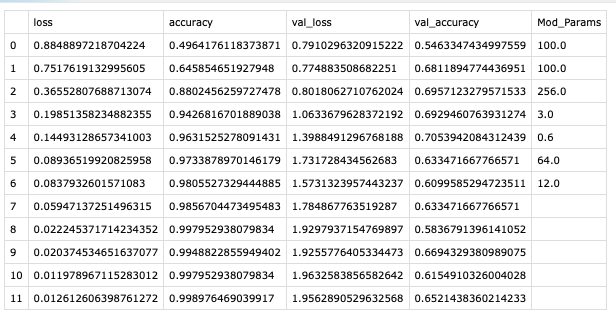 loss accuracy val_loss val_accuracy Mod_Params
0 0.8848897218704224 0.4964176118373871 0.7910296320915222 0.5463347434997559 100.0
1 0.7517619132995605 0.645854651927948 0.774883508682251 0.6811894774436951 100.0
2 0.36552807688713074 0.8802456259727478 0.8018062710762024 0.6957123279571533 256.0
3 0.19851358234882355 0.9426816701889038 1.0633679628372192 0.6929460763931274 3.0
4 0.14493128657341003 0.9631525278091431 1.3988491296768188 0.7053942084312439 0.6
5 0.08936519920825958 0.9733878970146179 1.731728434562683 0.633471667766571 64.0
6 0.0837932601571083 0.9805527329444885 1.5731323957443237 0.6099585294723511 12.0
7 0.05947137251496315 0.9856704473495483 1.784867763519287 0.633471667766571
8 0.022245371714234352 0.997952938079834 1.9297937154769897 0.5836791396141052
9 0.020374534651637077 0.9948822855949402 1.9255776405334473 0.6694329380989075
10 0.011978967115283012 0.997952938079834 1.9632583856582642 0.6154910326004028
11 0.012612606398761272 0.998976469039917 1.9562890529632568 0.6521438360214233